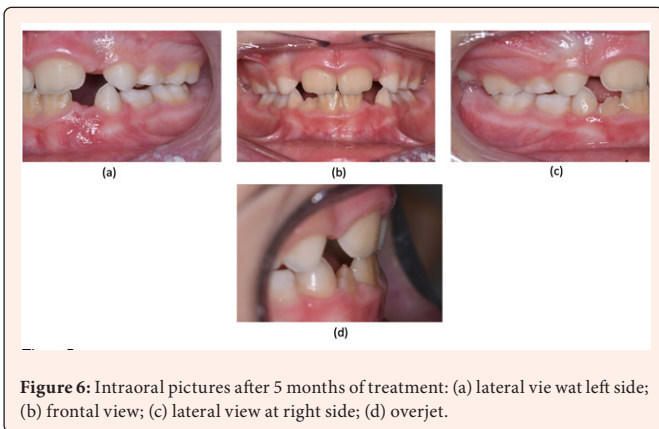 (a)
(b)
(c)
(d)
Figure 6: Intraoral pictures after 5 months of treatment: (a) lateral vie wat left side;
(b) frontal view; (c) lateral view at right side; (d) overjet.